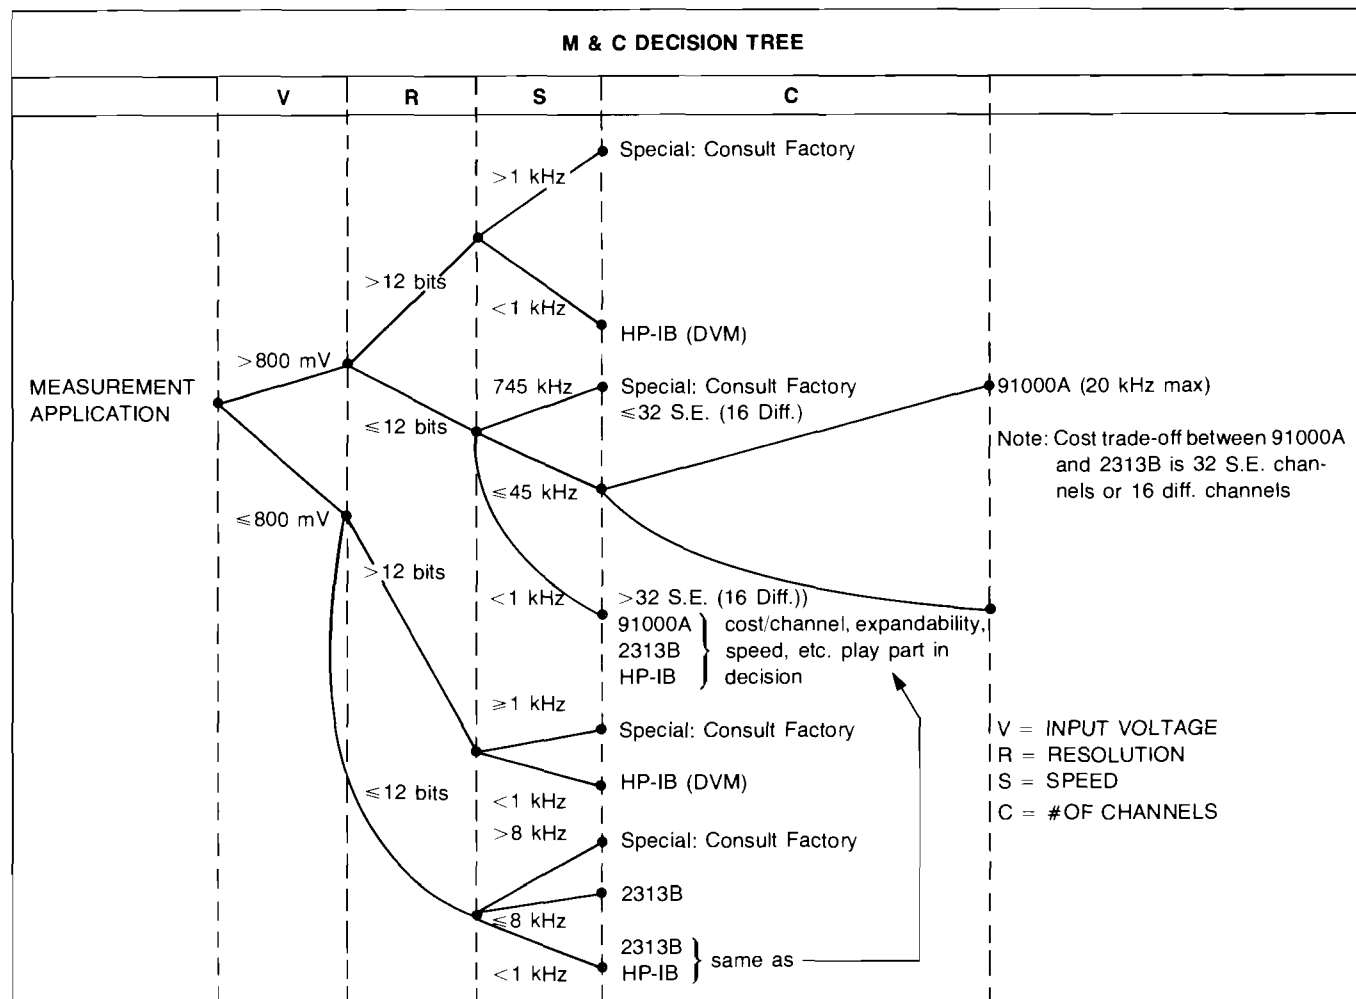 M & C DECISION TREE
V R S C
Special: Consult Factory
>1 kHz
>12 bits
<1 kHz
HP-IB (DVM)
>800 mV
MEASUREMENT
APPLICATION
745 kHz
Special: Consult Factory
≤32 S.E. (16 Diff.)
91000A (20 kHz max)
≤12 bits
Note: Cost trade-off between 91000A
and 2313B is 32 S.E. chan-
nels or 16 diff. channels
≤45 kHz
≤800 mV
>12 bits
<1 kHz
>32 S.E. (16 Diff.))
91000A
2313B
HP-IB
cost/channel, expandability,
speed, etc. play part in
decision
≥1 kHz
Special: Consult Factory
V = INPUT VOLTAGE
R = RESOLUTION
S = SPEED
C = #OF CHANNELS
≤12 bits
<1 kHz
HP-IB (DVM)
>8 kHz
Special: Consult Factory
2313B
≤8 kHz
<1 kHz
2313B
HP-IB
same as